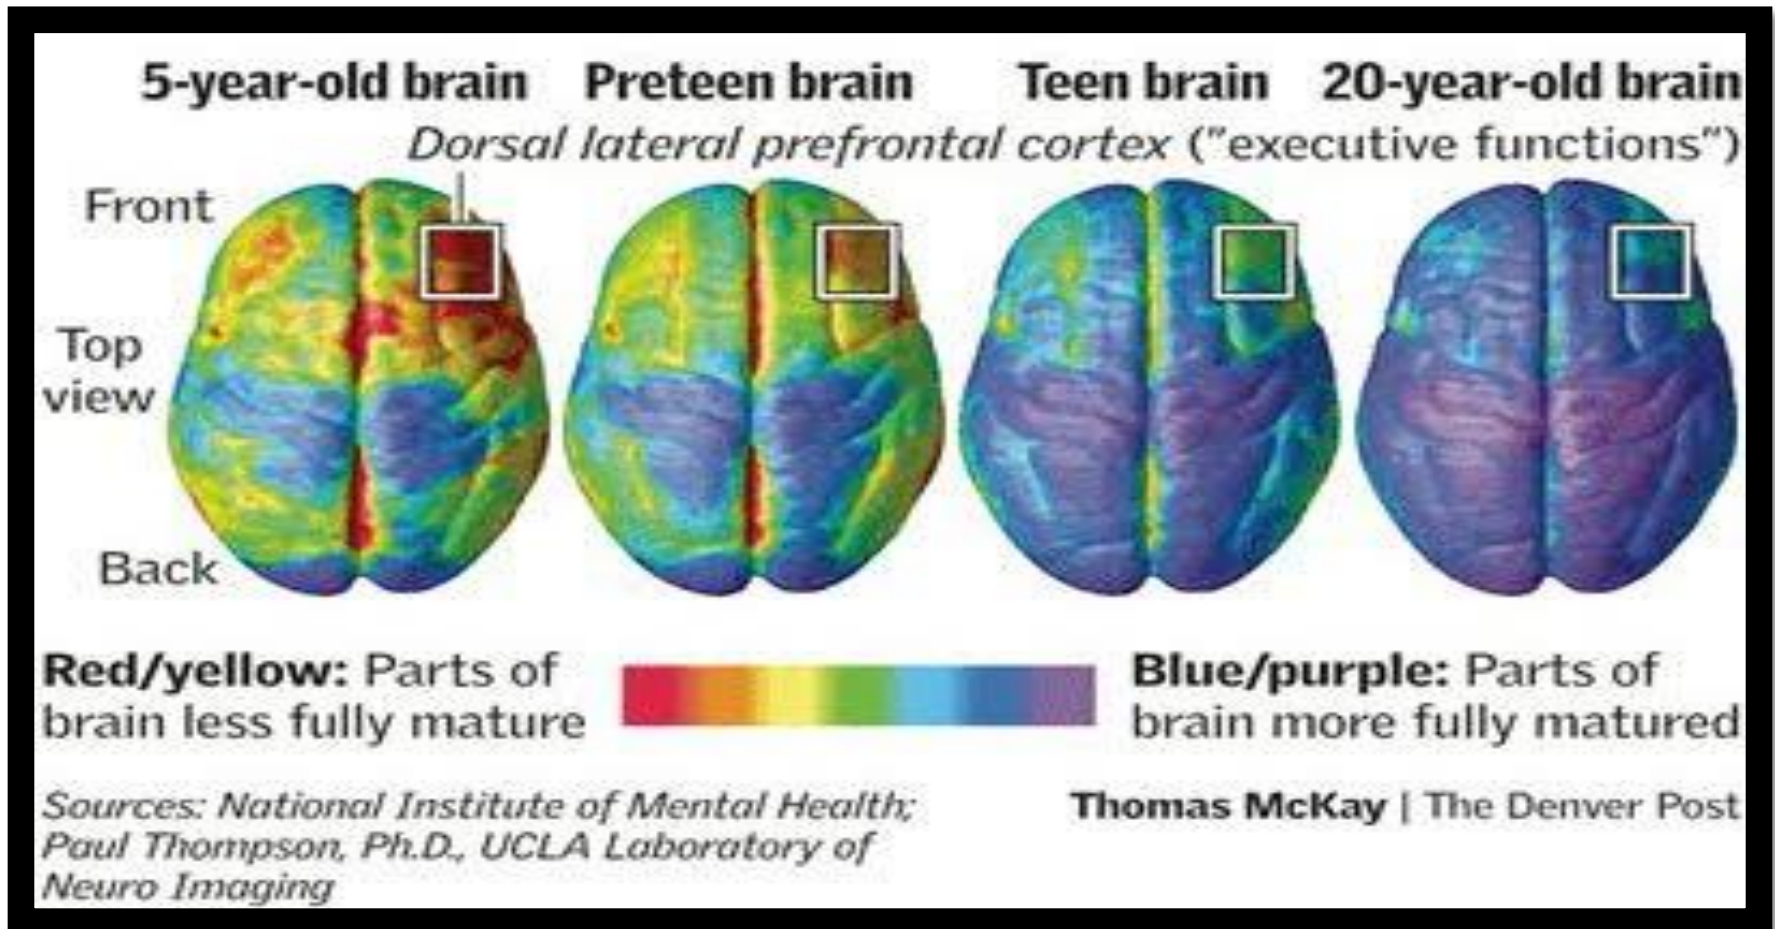 5-year-old brain Preteen brain Teen brain 20-year-old brain
Dorsal lateral prefrontal cortex ("executive functions")
Front
Top
view
Back
Red/yellow: Parts of
brain less fully mature
Blue/purple: Parts of
brain more fully matured
Sources: National Institute of Mental Health;
Paul Thompson, Ph.D., UCLA Laboratory of
Neuro Imaging
Thomas McKay | The Denver Post